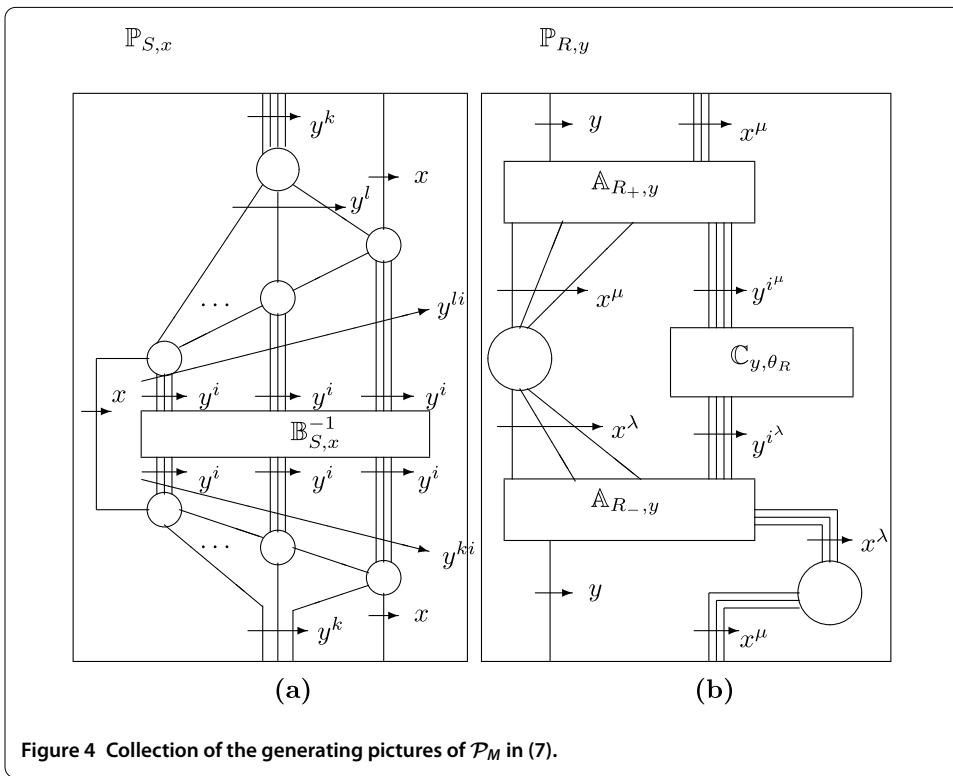 ℙ_{S,x} ℙ_{R,y}
y^k
x
y^l
...
y^{li}
x
y^i y^i y^i
𝔹^{-1}_{S,x}
y^i y^i y^i
...
y^{ki}
y^k
x
(a)
y x^μ
𝔸_{R_+,y}
x^μ y^{i^μ}
ℂ_{y,θ_R}
x^λ y^{i^λ}
𝔸_{R_-,y}
x^λ
y
x^μ
(b)
Figure 4 Collection of the generating pictures of 𝒫_M in (7).